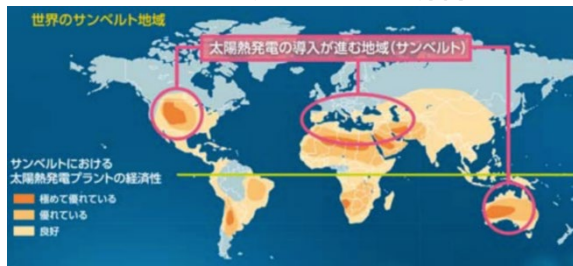 世界のサンベルト地域
太陽熱発電の導入が進む地域(サンベルト)
サンベルトにおける
太陽熱発電プラントの経済性
極めて優れている
優れている
良好